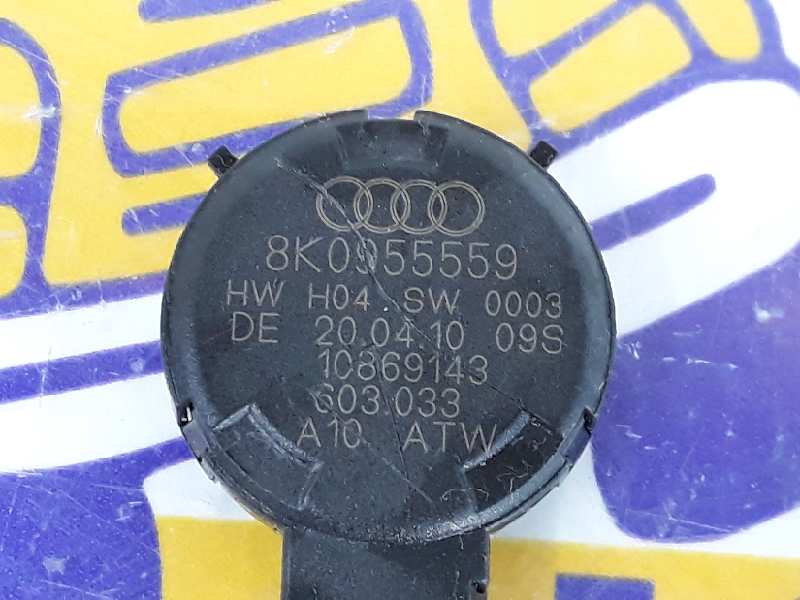 8K0955559
HW H04 SW 0003
DE 20.04.10 09S
10869143
603.033
A10 ATW